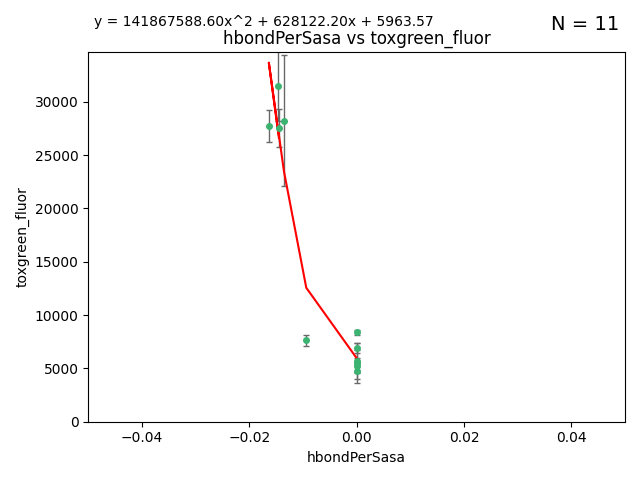 y = 141867588.60x^2 + 628122.20x + 5963.57
N = 11
hbondPerSasa vs toxgreen_fluor
30000
25000
20000
15000
10000
5000
0
toxgreen_fluor
−0.04
−0.02
0.00
0.02
0.04
hbondPerSasa